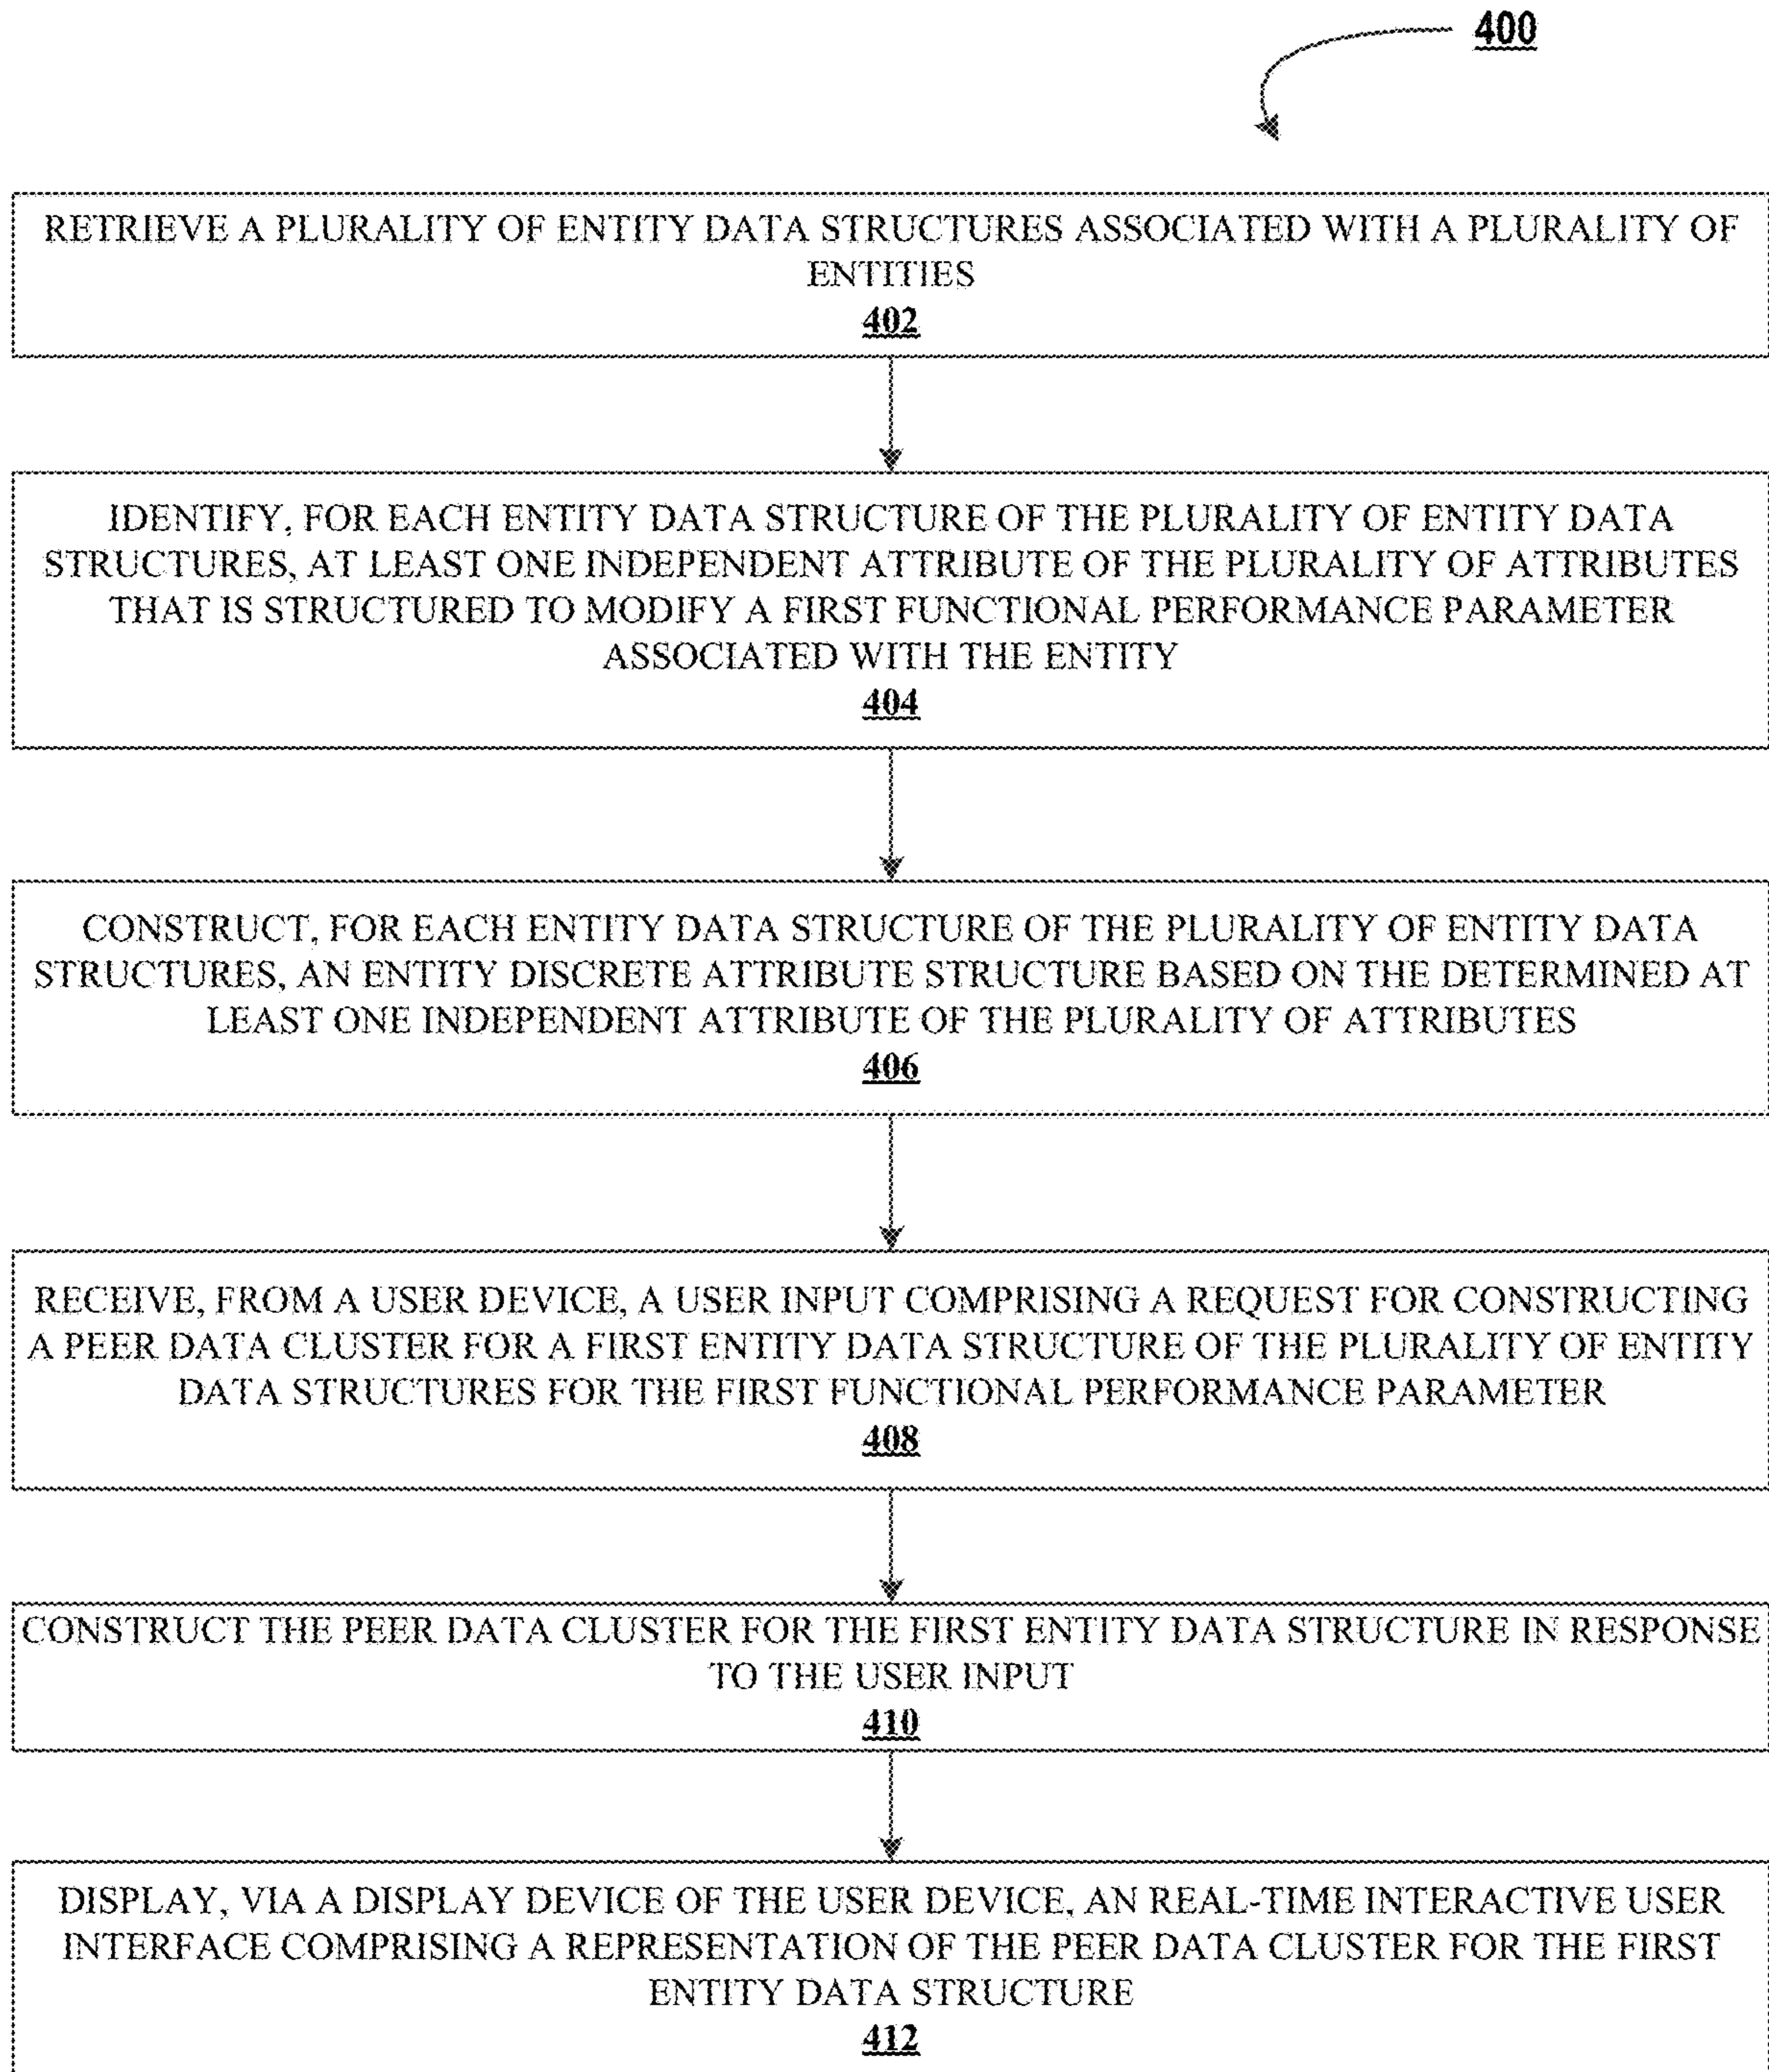 400
RETRIEVE A PLURALITY OF ENTITY DATA STRUCTURES ASSOCIATED WITH A PLURALITY OF
ENTITIES
402
IDENTIFY, FOR EACH ENTITY DATA STRUCTURE OF THE PLURALITY OF ENTITY DATA
STRUCTURES, AT LEAST ONE INDEPENDENT ATTRIBUTE OF THE PLURALITY OF ATTRIBUTES
THAT IS STRUCTURED TO MODIFY A FIRST FUNCTIONAL PERFORMANCE PARAMETER
ASSOCIATED WITH THE ENTITY
404
CONSTRUCT, FOR EACH ENTITY DATA STRUCTURE OF THE PLURALITY OF ENTITY DATA
STRUCTURES, AN ENTITY DISCRETE ATTRIBUTE STRUCTURE BASED ON THE DETERMINED AT
LEAST ONE INDEPENDENT ATTRIBUTE OF THE PLURALITY OF ATTRIBUTES
406
RECEIVE, FROM A USER DEVICE, A USER INPUT COMPRISING A REQUEST FOR CONSTRUCTING
A PEER DATA CLUSTER FOR A FIRST ENTITY DATA STRUCTURE OF THE PLURALITY OF ENTITY
DATA STRUCTURES FOR THE FIRST FUNCTIONAL PERFORMANCE PARAMETER
408
CONSTRUCT THE PEER DATA CLUSTER FOR THE FIRST ENTITY DATA STRUCTURE IN RESPONSE
TO THE USER INPUT
410
DISPLAY, VIA A DISPLAY DEVICE OF THE USER DEVICE, AN REAL-TIME INTERACTIVE USER
INTERFACE COMPRISING A REPRESENTATION OF THE PEER DATA CLUSTER FOR THE FIRST
ENTITY DATA STRUCTURE
412